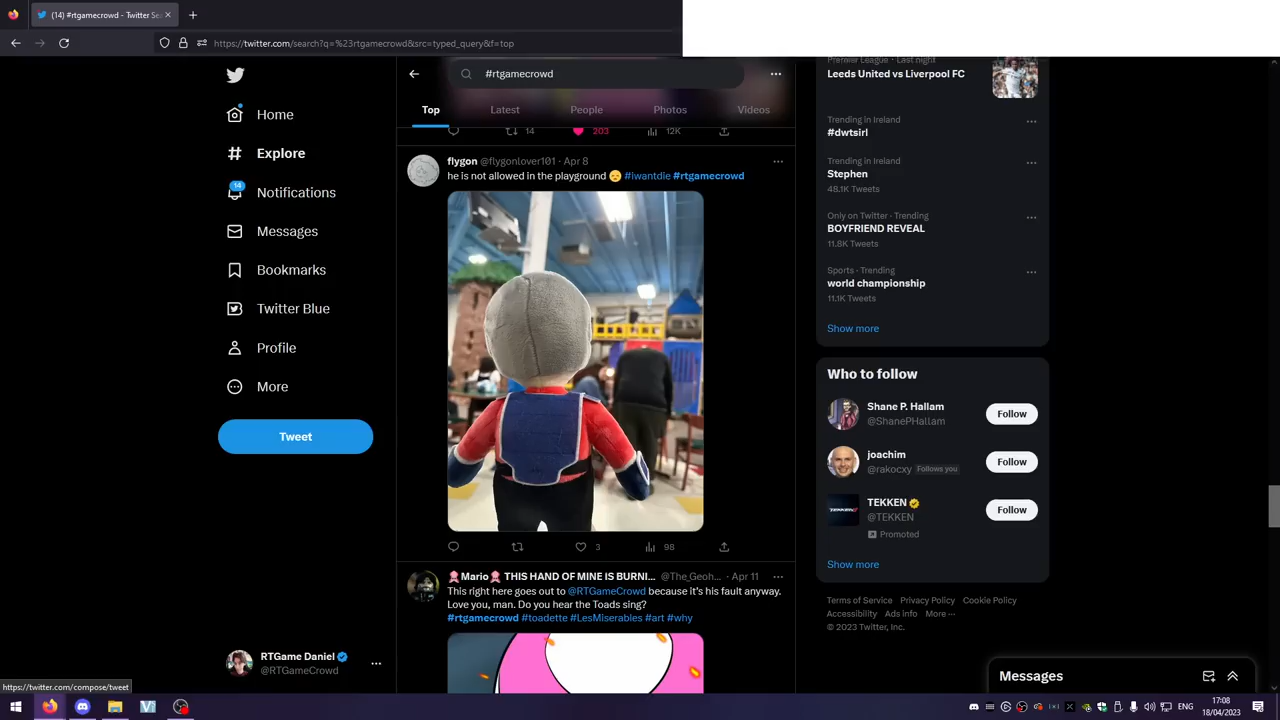 (14) #rtgamecrowd - Twitter Sea
https://twitter.com/search?q=%23rtgamecrowd&src=typed_query&f=top
#rtgamecrowd
Top
Latest
People
Photos
Videos
Home
Explore
14
Notifications
Messages
Bookmarks
Twitter Blue
Profile
More
Tweet
RTGame Daniel
@RTGameCrowd
https://twitter.com/compose/tweet
14
203
12K
flygon @flygonlover101 · Apr 8
he is not allowed in the playground 😔 #iwantdie #rtgamecrowd
3
98
Mario THIS HAND OF MINE IS BURNI... @The_Geoh... · Apr 11
This right here goes out to @RTGameCrowd because it's his fault anyway.
Love you, man. Do you hear the Toads sing?
#rtgamecrowd #toadette #LesMiserables #art #why
Premier League · Last night
Leeds United vs Liverpool FC
Trending in Ireland
#dwtsirl
Trending in Ireland
Stephen
48.1K Tweets
Only on Twitter · Trending
BOYFRIEND REVEAL
11.8K Tweets
Sports · Trending
world championship
11.1K Tweets
Show more
Who to follow
Shane P. Hallam
@ShanePHallam
Follow
joachim
@rakocxy Follows you
Follow
TEKKEN
@TEKKEN
Promoted
Follow
Show more
Terms of Service Privacy Policy Cookie Policy
Accessibility Ads info More ···
© 2023 Twitter, Inc.
Messages
ENG
17:08
18/04/2023